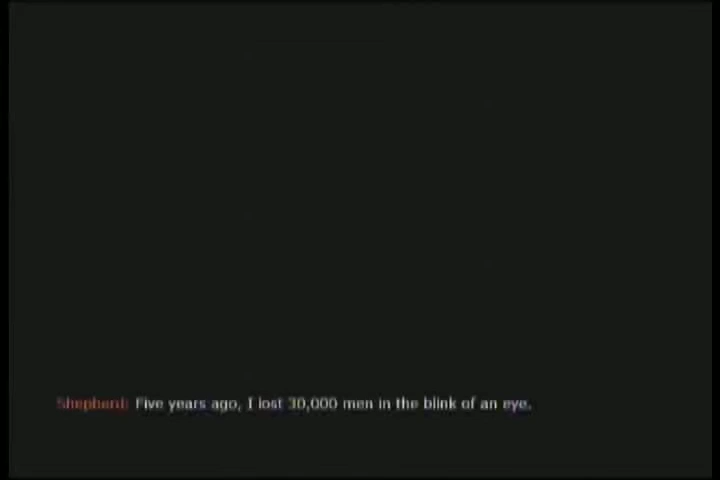 Shepherd: Five years ago, I lost 30,000 men in the blink of an eye.